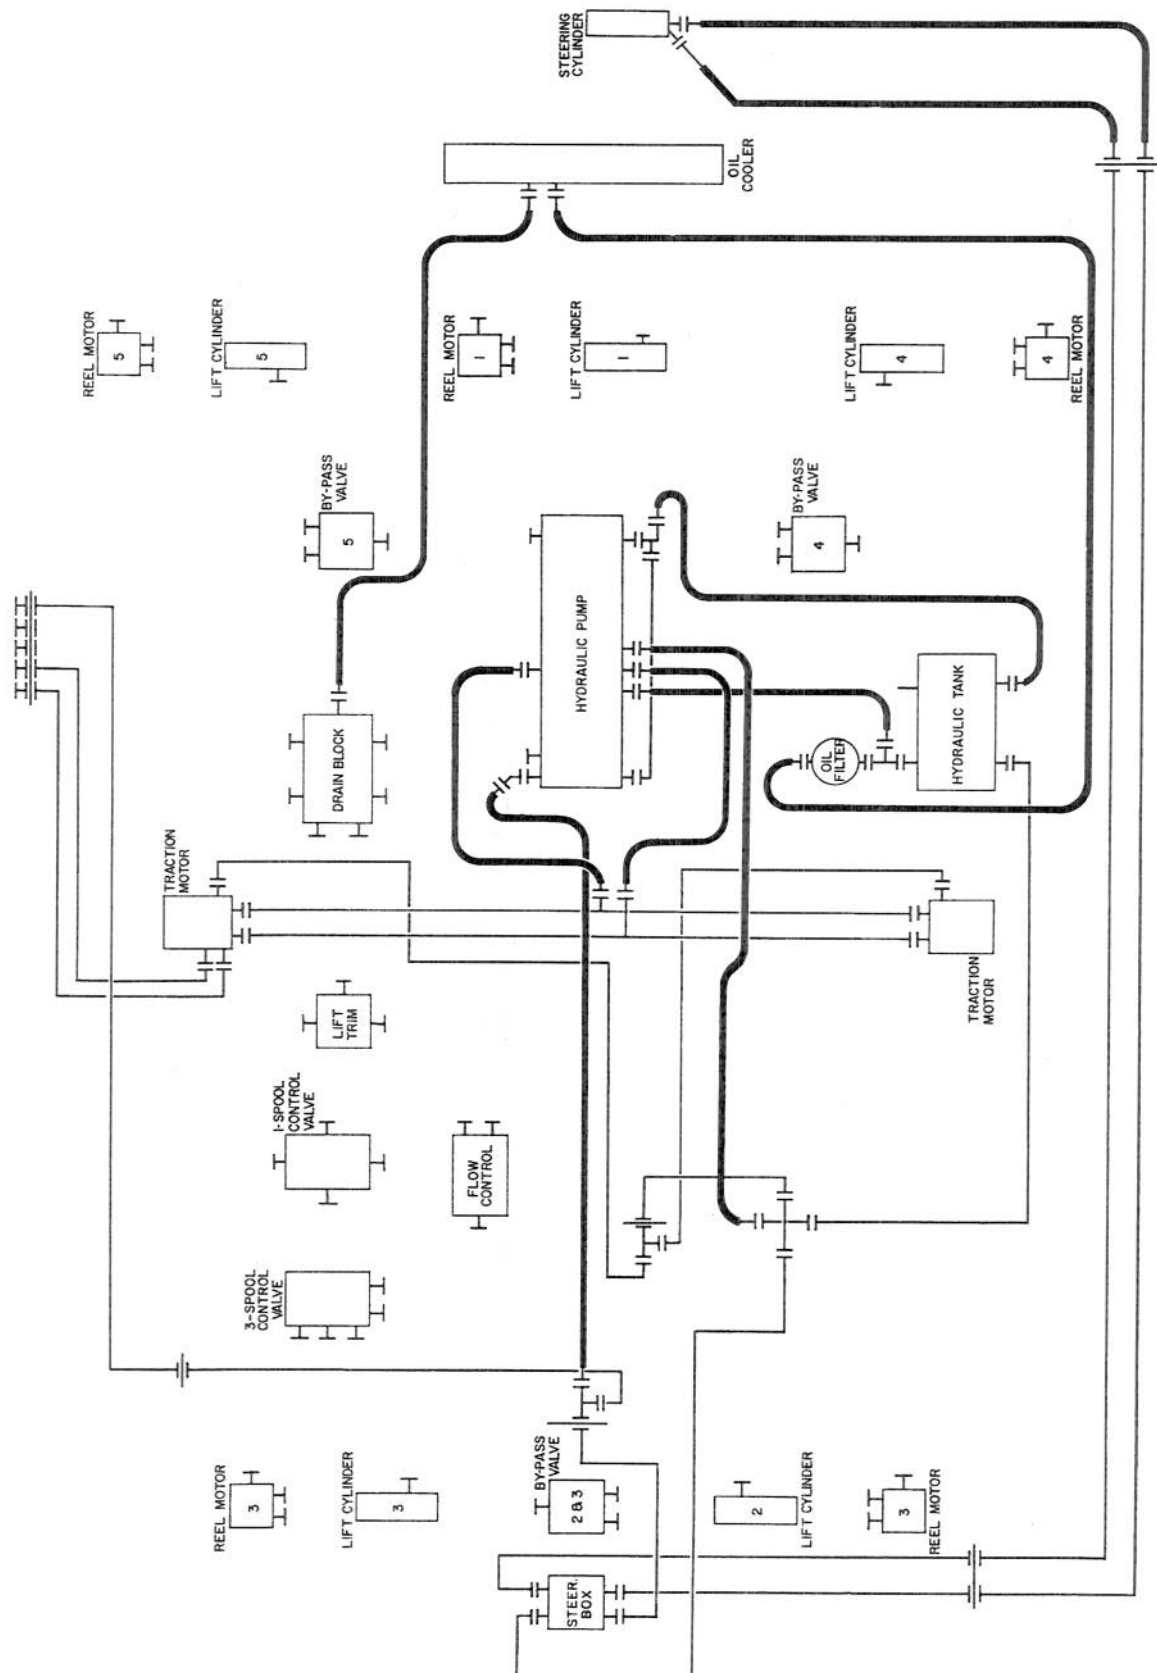 STEERING
CYLINDER
OIL
COOLER
REEL MOTOR
5
LIFT CYLINDER
5
REEL MOTOR
1
LIFT CYLINDER
1
LIFT CYLINDER
4
REEL MOTOR
4
BY-PASS
VALVE
5
BY-PASS
VALVE
4
HYDRAULIC PUMP
HYDRAULIC TANK
OIL
FILTER
DRAIN BLOCK
TRACTION
MOTOR
TRACTION
MOTOR
LIFT
TRIM
1-SPOOL
CONTROL
VALVE
FLOW
CONTROL
3-SPOOL
CONTROL
VALVE
REEL MOTOR
3
LIFT CYLINDER
3
BY-PASS
VALVE
2 & 3
LIFT CYLINDER
2
REEL MOTOR
3
STEER.
BOX